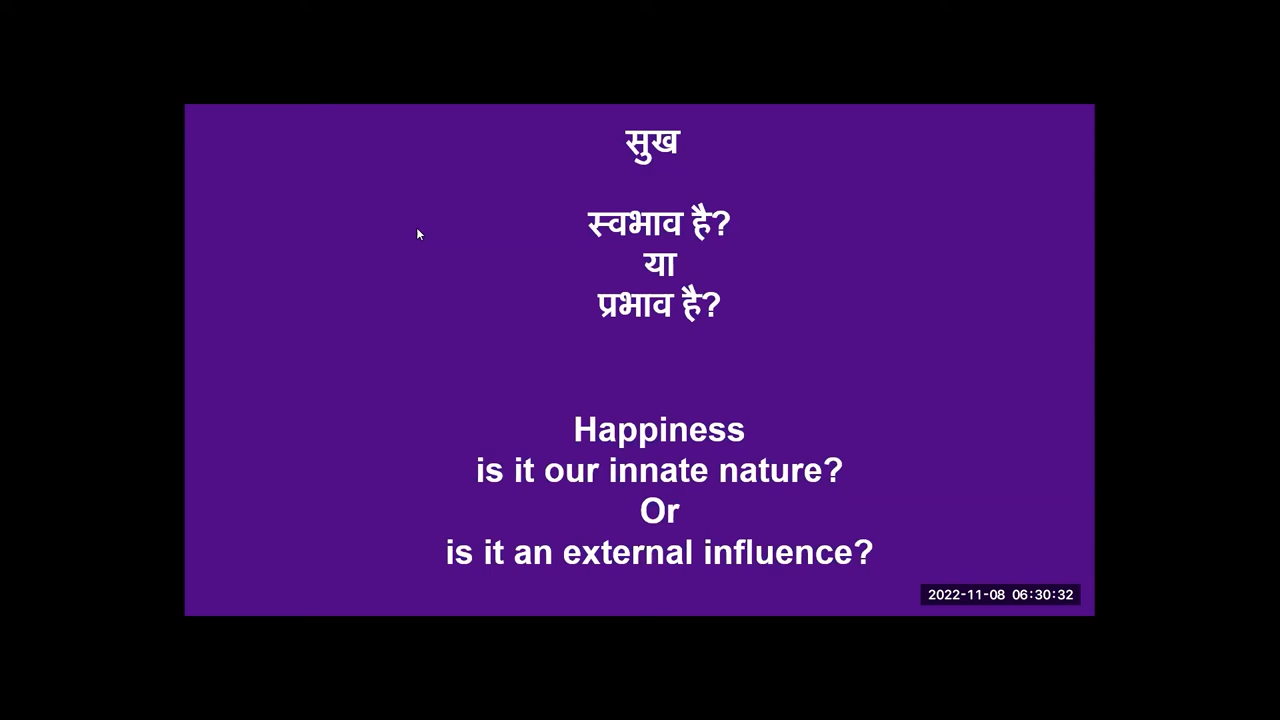 सुख
स्वभाव है?
या
प्रभाव है?
Happiness
is it our innate nature?
Or
is it an external influence?
2022-11-08 06:30:32